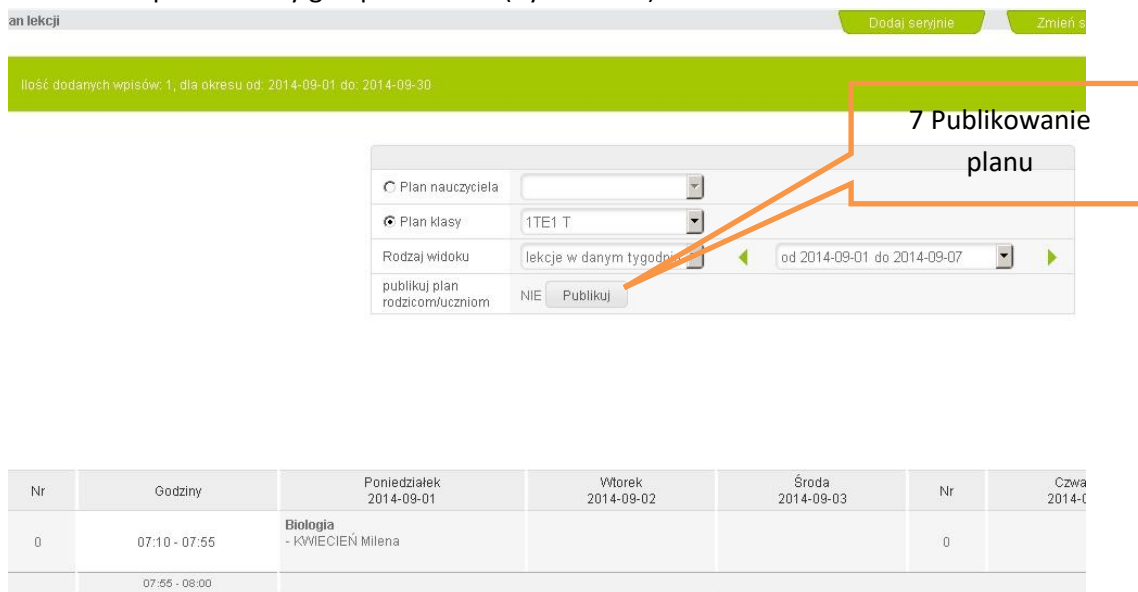 an lekcji
Dodaj seryjnie
Zmień s
Ilość dodanych wpisów: 1, dla okresu od: 2014-09-01 do: 2014-09-30
7 Publikowanie
planu
Plan nauczyciela
Plan klasy 1TE1 T
Rodzaj widoku lekcje w danym tygodniu od 2014-09-01 do 2014-09-07
publikuj plan
rodzicom/uczniom NIE Publikuj
Nr Godziny Poniedziałek Wtorek Środa Nr Czwa
2014-09-01 2014-09-02 2014-09-03 2014-0
Biologia
0 07:10 - 07:55 - KWIECIEŃ Milena 0
07:55 - 08:00